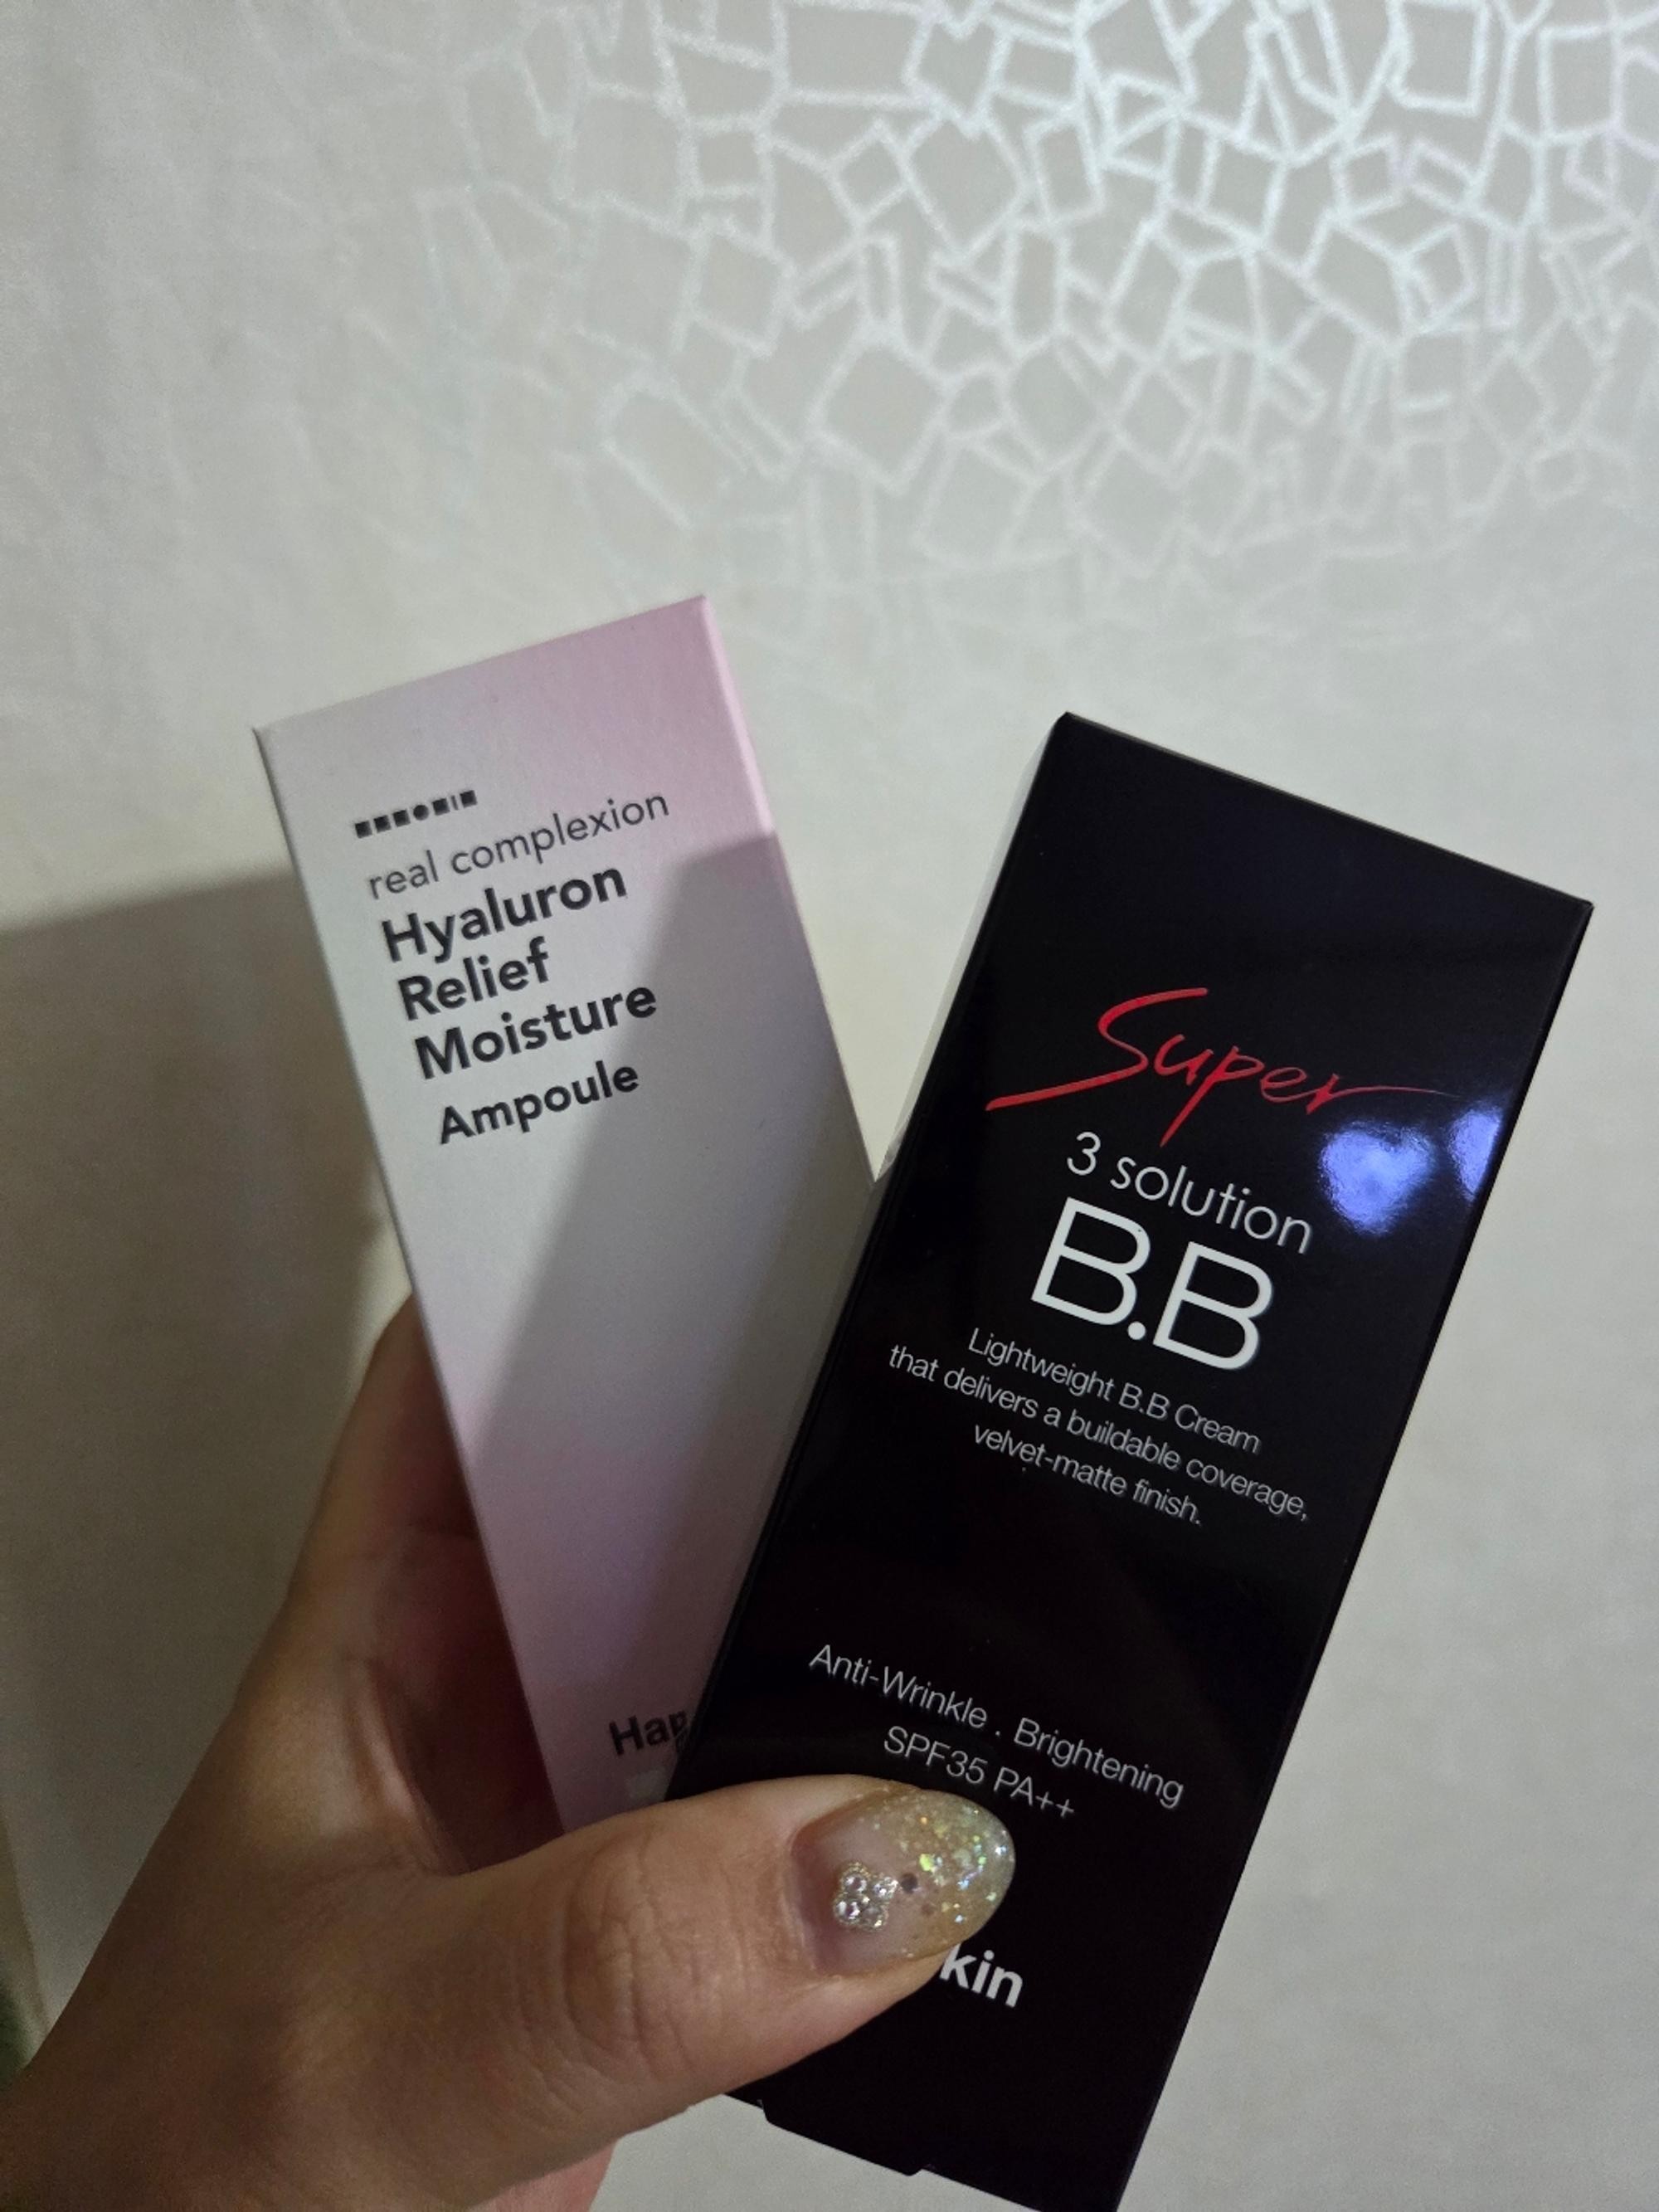 real complexion
Hyaluron
Relief
Moisture
Ampoule
Super
3 solution
B.B
Lightweight B.B Cream
that delivers a buildable coverage,
velvet-matte finish.
Anti-Wrinkle . Brightening
SPF35 PA++
kin